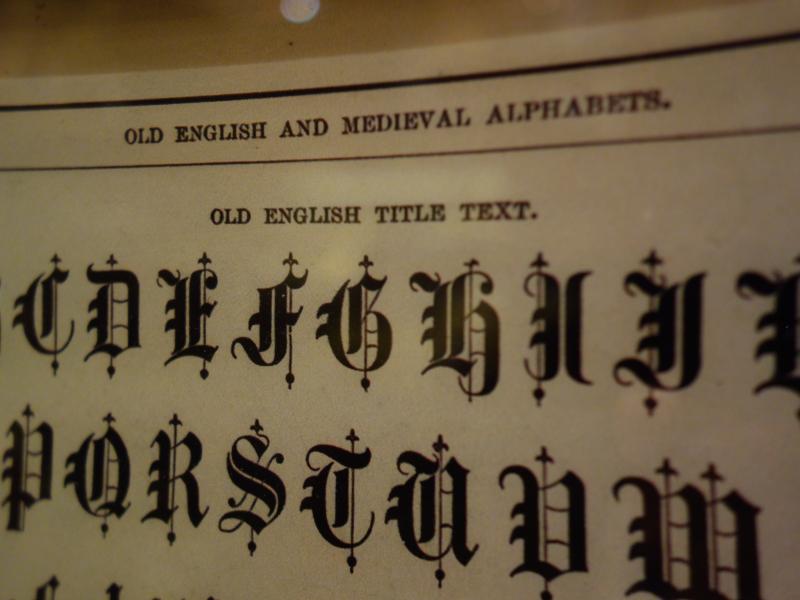 OLD ENGLISH AND MEDIEVAL ALPHABETS.
OLD ENGLISH TITLE TEXT.
C D E F G H I J
P Q R S T U V W